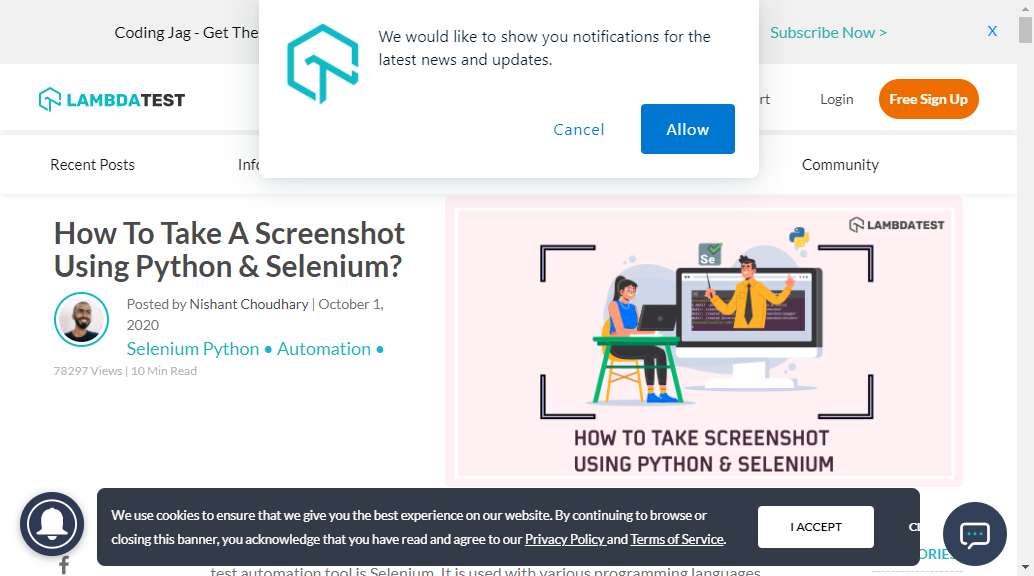 Coding Jag - Get The
Subscribe Now >
X
We would like to show you notifications for the
latest news and updates.
Cancel
Allow
LAMBDATEST
Login
Free Sign Up
Recent Posts
Community
How To Take A Screenshot
Using Python & Selenium?
Posted by Nishant Choudhary | October 1,
2020
Selenium Python • Automation •
78297 Views | 10 Min Read
LAMBDATEST
Se
HOW TO TAKE SCREENSHOT
USING PYTHON & SELENIUM
We use cookies to ensure that we give you the best experience on our website. By continuing to browse or
closing this banner, you acknowledge that you have read and agree to our Privacy Policy and Terms of Service.
I ACCEPT
test automation tool is Selenium. It is used with various programming languages